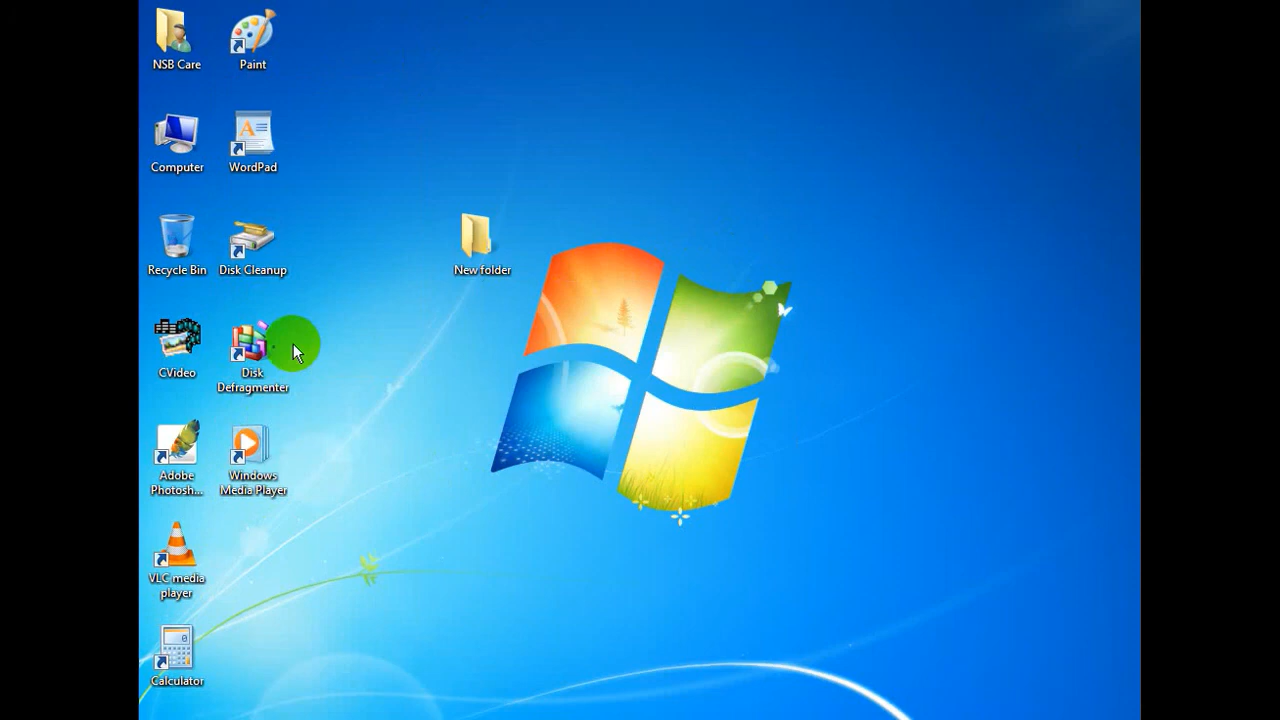 NSB Care
Paint
Computer
WordPad
Recycle Bin
Disk Cleanup
New folder
CVideo
Disk
Defragmenter
Adobe
Photosh...
Windows
Media Player
VLC media
player
Calculator